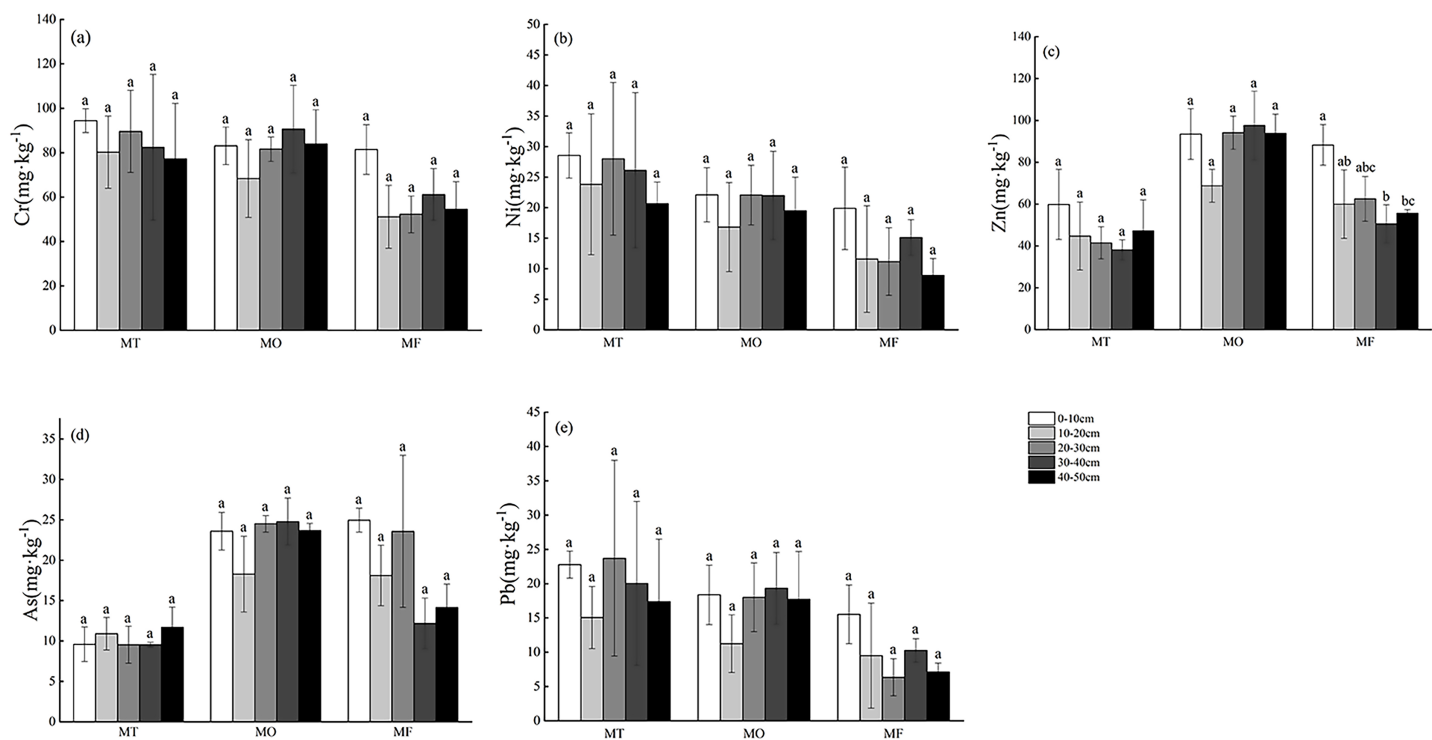 (a)
Cr(mg·kg⁻¹)
140
120
100
80
60
40
20
0
a a a a a
a a a a a
a a a a a
MT MO MF
(b)
Ni(mg·kg⁻¹)
50
45
40
35
30
25
20
15
10
5
0
a a a a a
a a a a a
a a a a a
MT MO MF
(c)
Zn(mg·kg⁻¹)
140
120
100
80
60
40
20
0
a a a a a
a a a a a
a ab abc b bc
MT MO MF
(d)
As(mg·kg⁻¹)
35
30
25
20
15
10
5
0
a a a a a
a a a a a
a a a a a
MT MO MF
(e)
Pb(mg·kg⁻¹)
45
40
35
30
25
20
15
10
5
0
a a a a a
a a a a a
a a a a a
MT MO MF
0-10cm
10-20cm
20-30cm
30-40cm
40-50cm